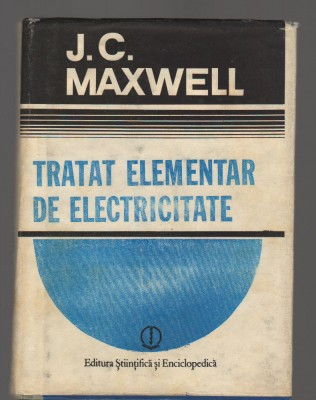 J.C.
MAXWELL
TRATAT ELEMENTAR
DE ELECTRICITATE
Editura Științifică și Enciclopedică